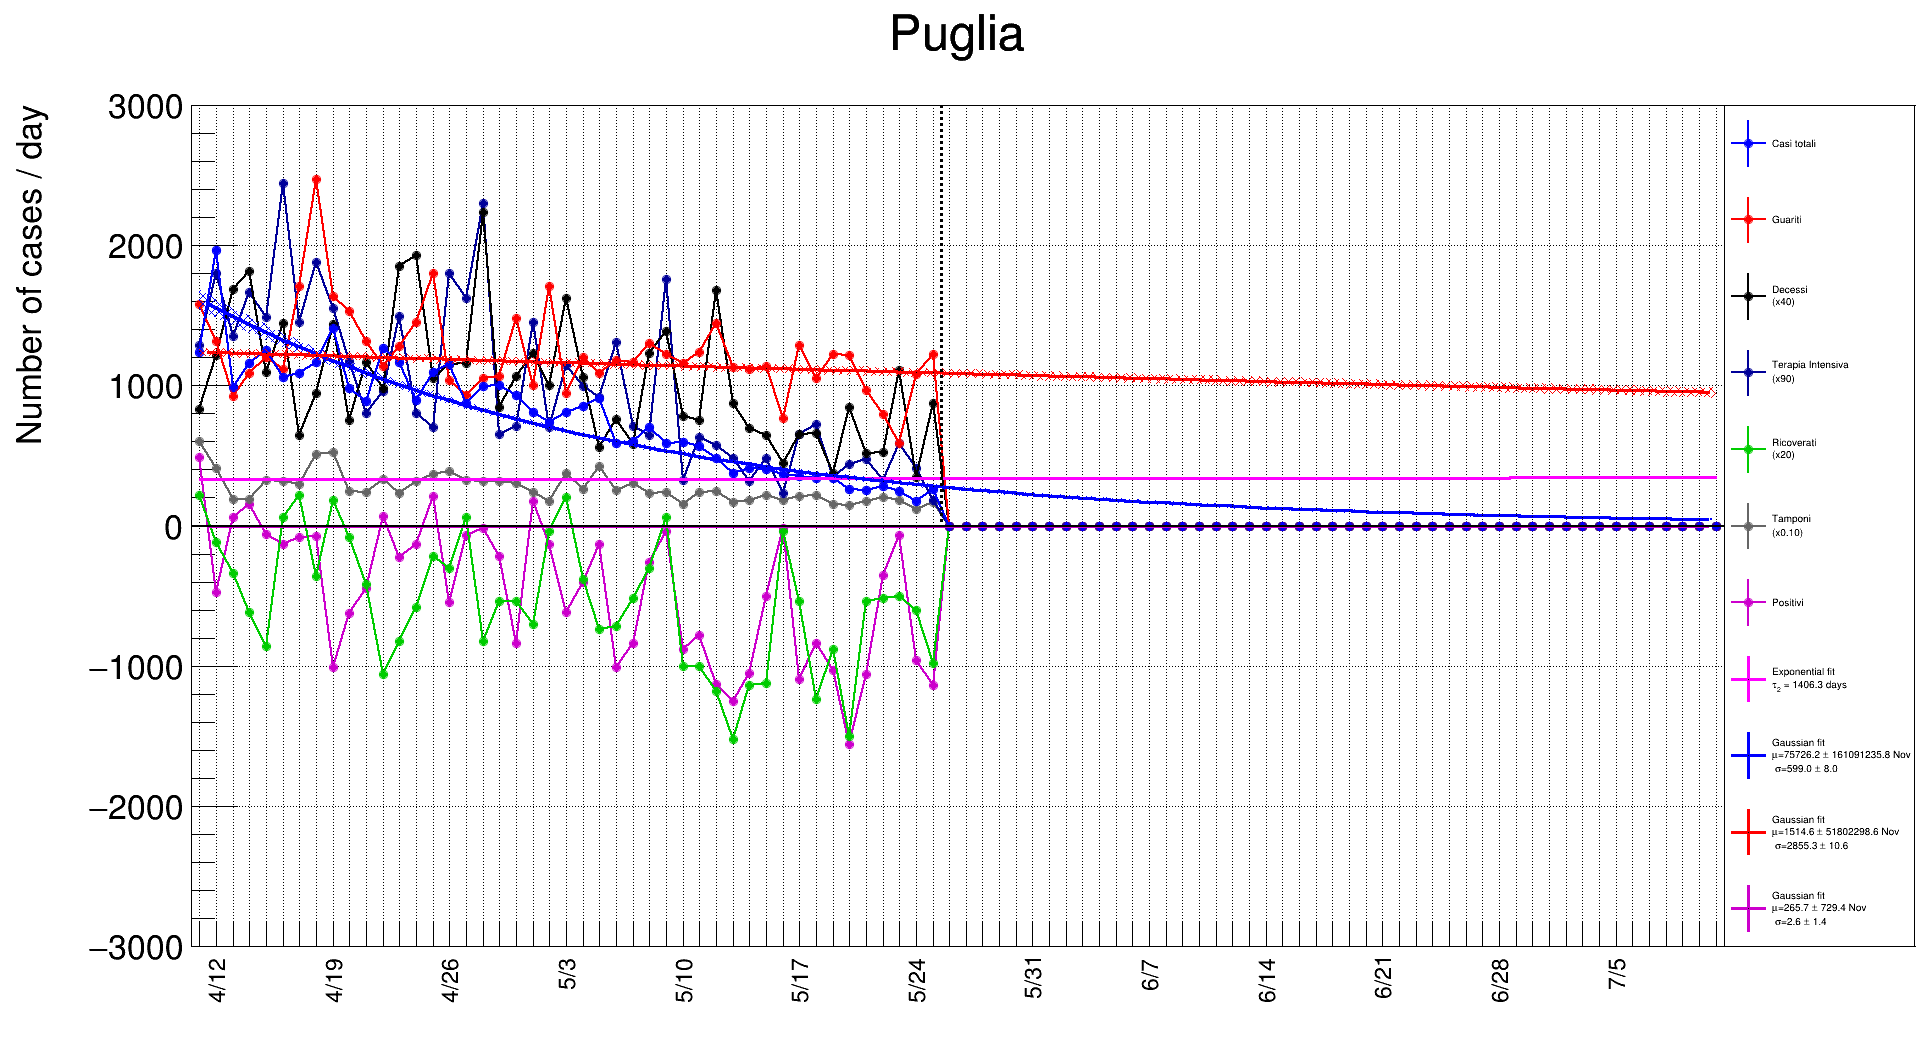 Puglia
Number of cases / day
3000
2000
1000
0
−1000
−2000
−3000
4/12
4/19
4/26
5/3
5/10
5/17
5/24
5/31
6/7
6/14
6/21
6/28
7/5
Casi totali
Guariti
Decessi
(x40)
Terapia Intensiva
(x90)
Ricoverati
(x20)
Tamponi
(x0.10)
Positivi
Exponential fit
τ2 = 1406.3 days
Gaussian fit
μ=75726.2 ± 161091235.8 Nov
σ=599.0 ± 8.0
Gaussian fit
μ=1514.6 ± 51802298.6 Nov
σ=2855.3 ± 10.6
Gaussian fit
μ=265.7 ± 729.4 Nov
σ=2.6 ± 1.4